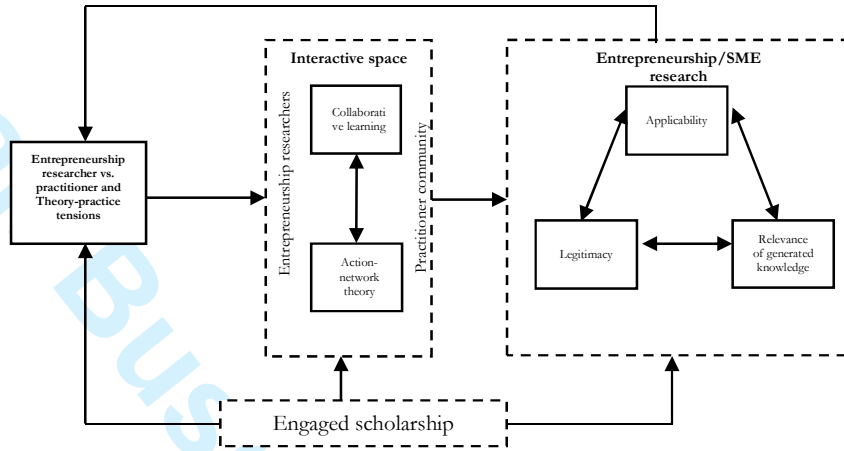 Interactive space
Entrepreneurship/SME
research
Entrepreneurship researchers
Collaborati
ve learning
Practitioner community
Applicability
Entrepreneurship
researcher vs.
practitioner and
Theory-practice
tensions
Action-
network
theory
Legitimacy
Relevance
of generated
knowledge
Engaged scholarship
Bus